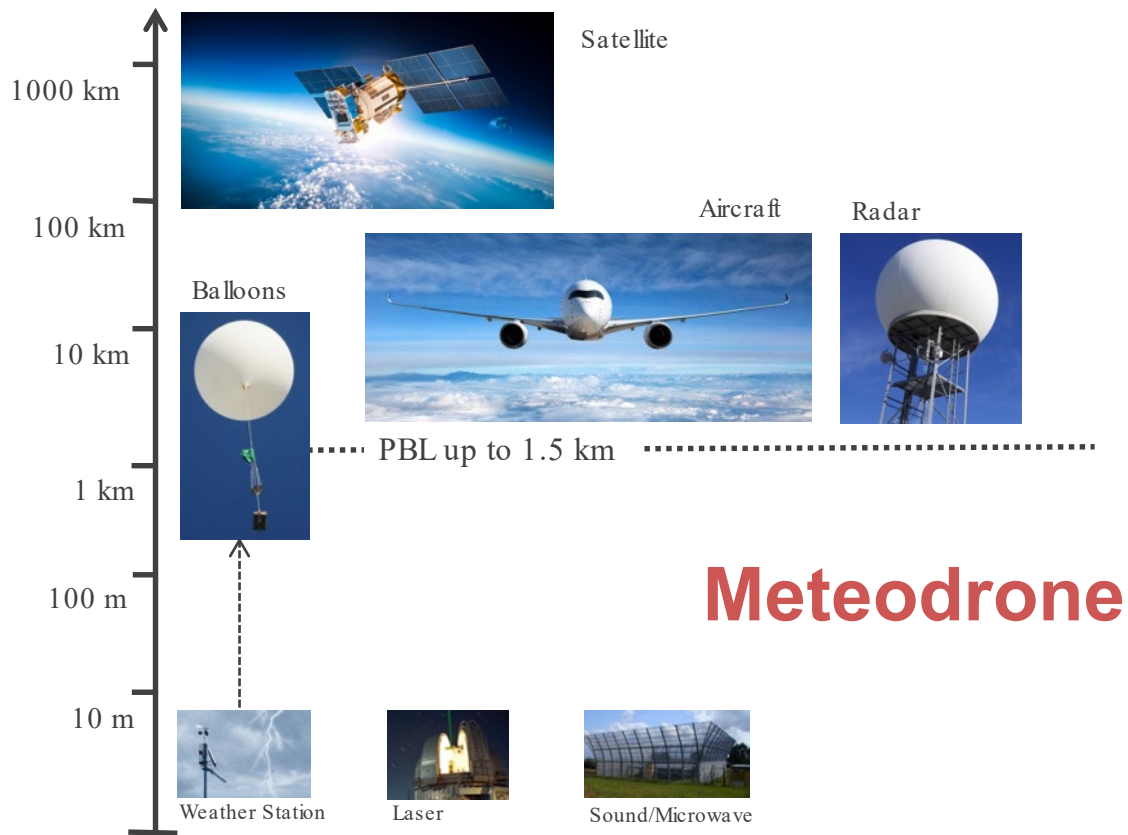 Satellite
1000 km
Aircraft
Radar
100 km
Balloons
10 km
PBL up to 1.5 km
1 km
Meteodrone
100 m
10 m
Weather Station
Laser
Sound/Microwave